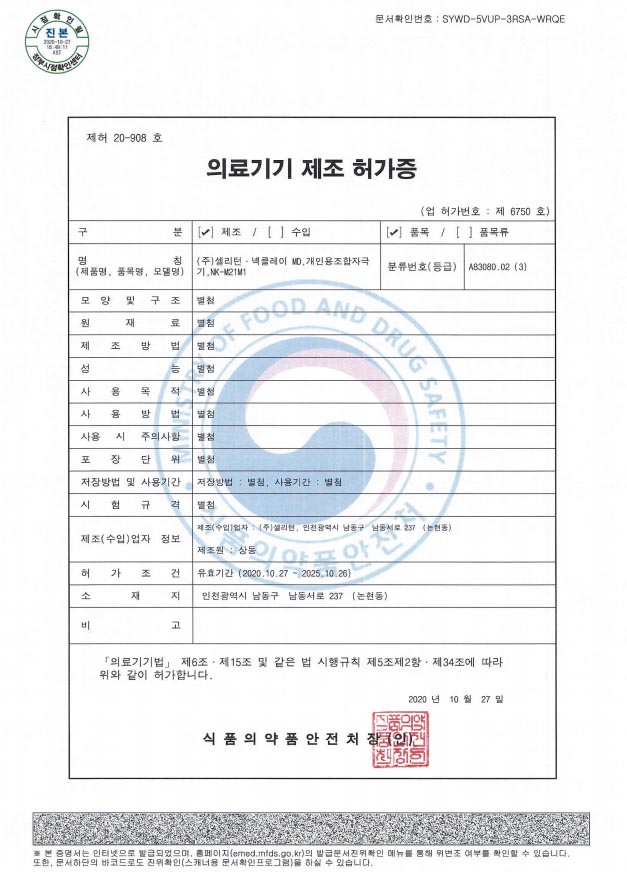 문서확인번호 : SYWD-5VUP-3RSA-WRQE
시점확인필
진본
2020-10-27
16:49:11
KST
정부시점확인센터
제허 20-908 호
의료기기 제조 허가증
(업 허가번호 : 제 6750 호)
구 분 [✓] 제조 / [ ] 수입 [✓] 품목 / [ ] 품목류
명 칭
(제품명, 품목명, 모델명)
(주)셀리턴·넥클레이 MD,개인용조합자극
기,NK-M21M1
분류번호(등급) A83080.02 (3)
모 양 및 구 조 별첨
원 재 료 별첨
제 조 방 법 별첨
성 능 별첨
사 용 목 적 별첨
사 용 방 법 별첨
사용 시 주의사항 별첨
포 장 단 위 별첨
저장방법 및 사용기간 저장방법 : 별첨, 사용기간 : 별첨
시 험 규 격 별첨
제조(수입)업자 정보
제조(수입)업자 : (주)셀리턴, 인천광역시 남동구 남동서로 237 (논현동)
제조원 : 상동
허 가 조 건 유효기간 (2020.10.27 ~ 2025.10.26)
소 재 지 인천광역시 남동구 남동서로 237 (논현동)
비 고
MINISTRY OF FOOD AND DRUG SAFETY
식품의약품안전처
「의료기기법」 제6조·제15조 및 같은 법 시행규칙 제5조제2항·제34조에 따라
위와 같이 허가합니다.
2020 년 10 월 27 일
식품의약품안전처장(인)
※ 본 증명서는 인터넷으로 발급되었으며, 홈페이지(emed.mfds.go.kr)의 발급문서진위확인 메뉴를 통해 위변조 여부를 확인할 수 있습니다.
또한, 문서하단의 바코드로도 진위확인(스캐너용 문서확인프로그램)을 하실 수 있습니다.